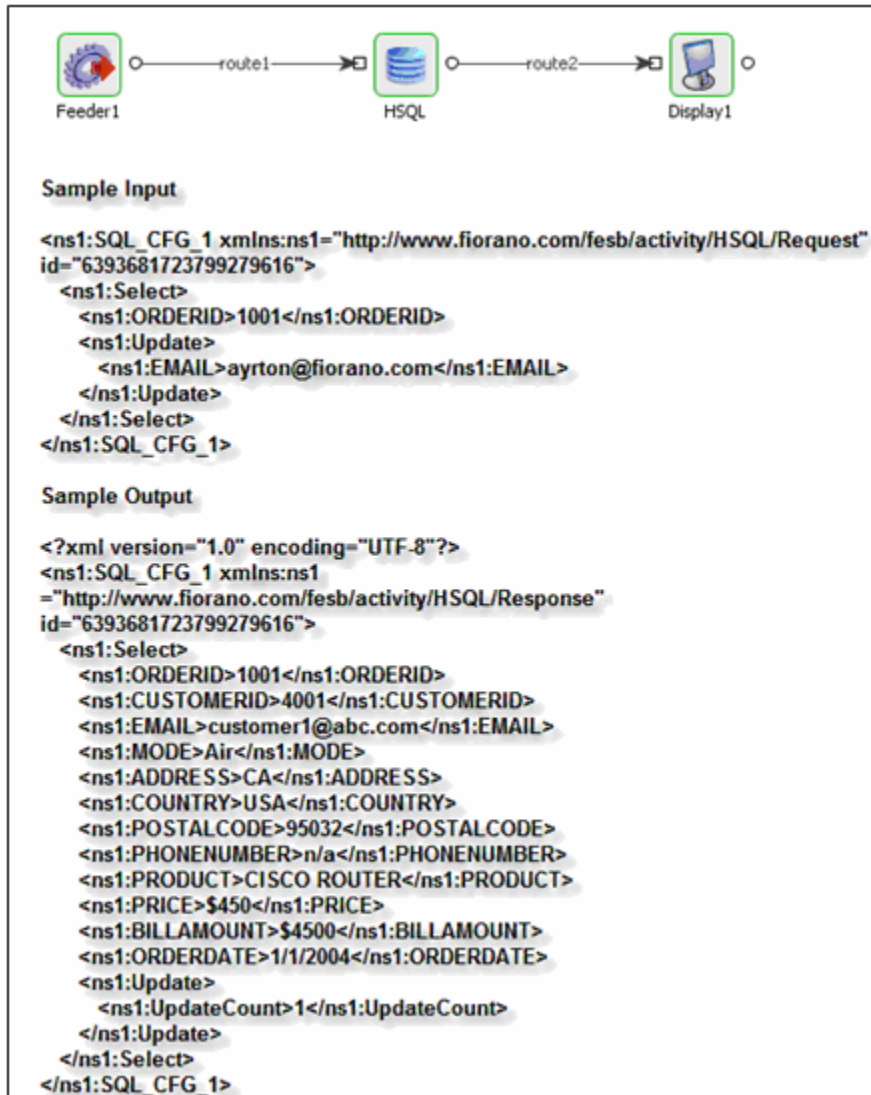 route1
route2
Feeder1
HSQL
Display1
Sample Input
<ns1:SQL_CFG_1 xmlns:ns1="http://www.fiorano.com/fesb/activity/HSQL/Request"
id="6393681723799279616">
<ns1:Select>
<ns1:ORDERID>1001</ns1:ORDERID>
<ns1:Update>
<ns1:EMAIL>ayrton@fiorano.com</ns1:EMAIL>
</ns1:Update>
</ns1:Select>
</ns1:SQL_CFG_1>
Sample Output
<?xml version="1.0" encoding="UTF-8"?>
<ns1:SQL_CFG_1 xmlns:ns1
="http://www.fiorano.com/fesb/activity/HSQL/Response"
id="6393681723799279616">
<ns1:Select>
<ns1:ORDERID>1001</ns1:ORDERID>
<ns1:CUSTOMERID>4001</ns1:CUSTOMERID>
<ns1:EMAIL>customer1@abc.com</ns1:EMAIL>
<ns1:MODE>Air</ns1:MODE>
<ns1:ADDRESS>CA</ns1:ADDRESS>
<ns1:COUNTRY>USA</ns1:COUNTRY>
<ns1:POSTALCODE>95032</ns1:POSTALCODE>
<ns1:PHONENUMBER>n/a</ns1:PHONENUMBER>
<ns1:PRODUCT>CISCO ROUTER</ns1:PRODUCT>
<ns1:PRICE>$450</ns1:PRICE>
<ns1:BILLAMOUNT>$4500</ns1:BILLAMOUNT>
<ns1:ORDERDATE>1/1/2004</ns1:ORDERDATE>
<ns1:Update>
<ns1:UpdateCount>1</ns1:UpdateCount>
</ns1:Update>
</ns1:Select>
</ns1:SQL_CFG_1>